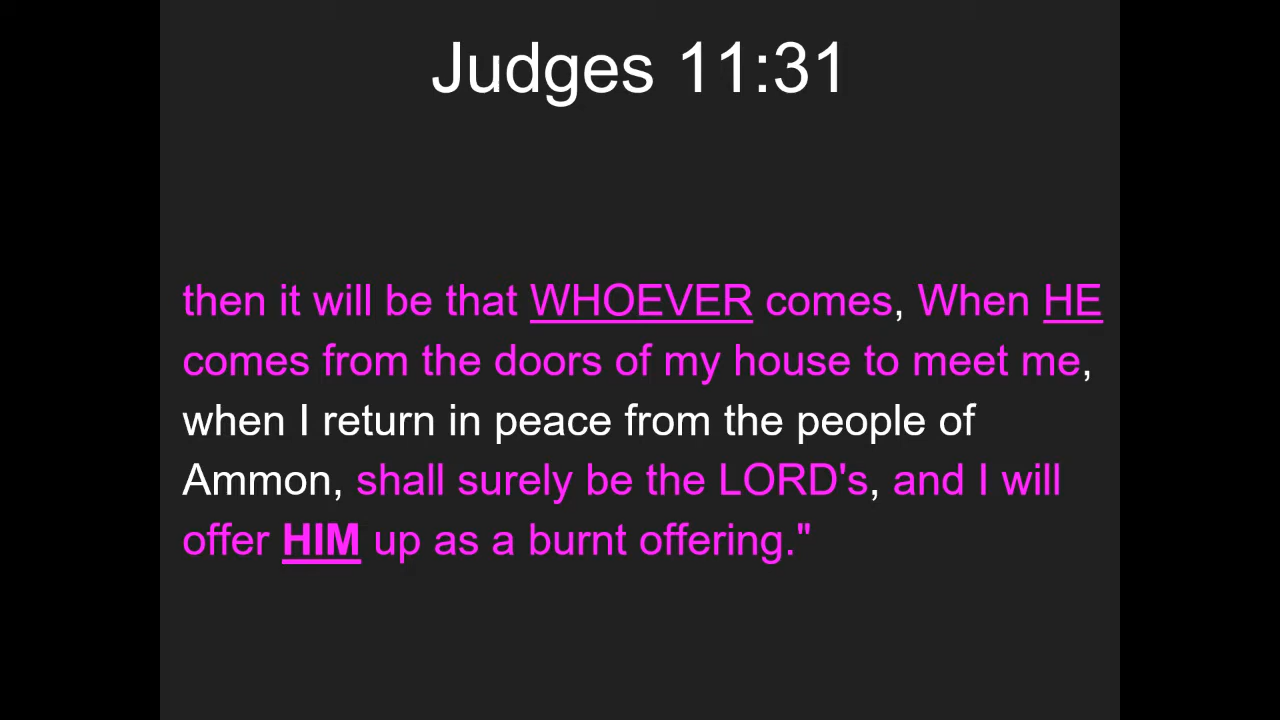 Judges 11:31
then it will be that WHOEVER comes, When HE
comes from the doors of my house to meet me,
when I return in peace from the people of
Ammon, shall surely be the LORD's, and I will
offer HIM up as a burnt offering."